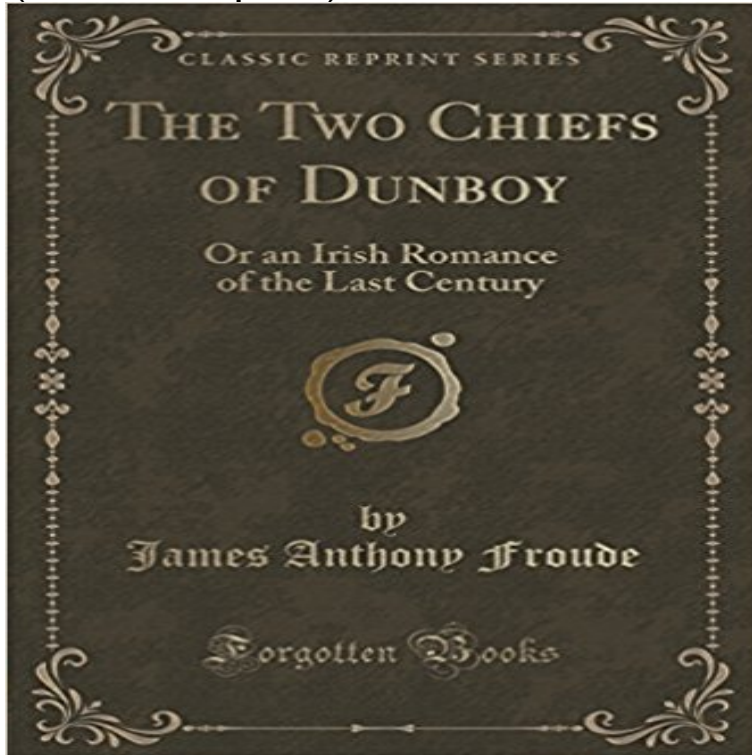 CLASSIC REPRINT SERIES
THE TWO CHIEFS
OF DUNBOY
Or an Irish Romance
of the Last Century
F
by
James Anthony Froude
Forgotten Books